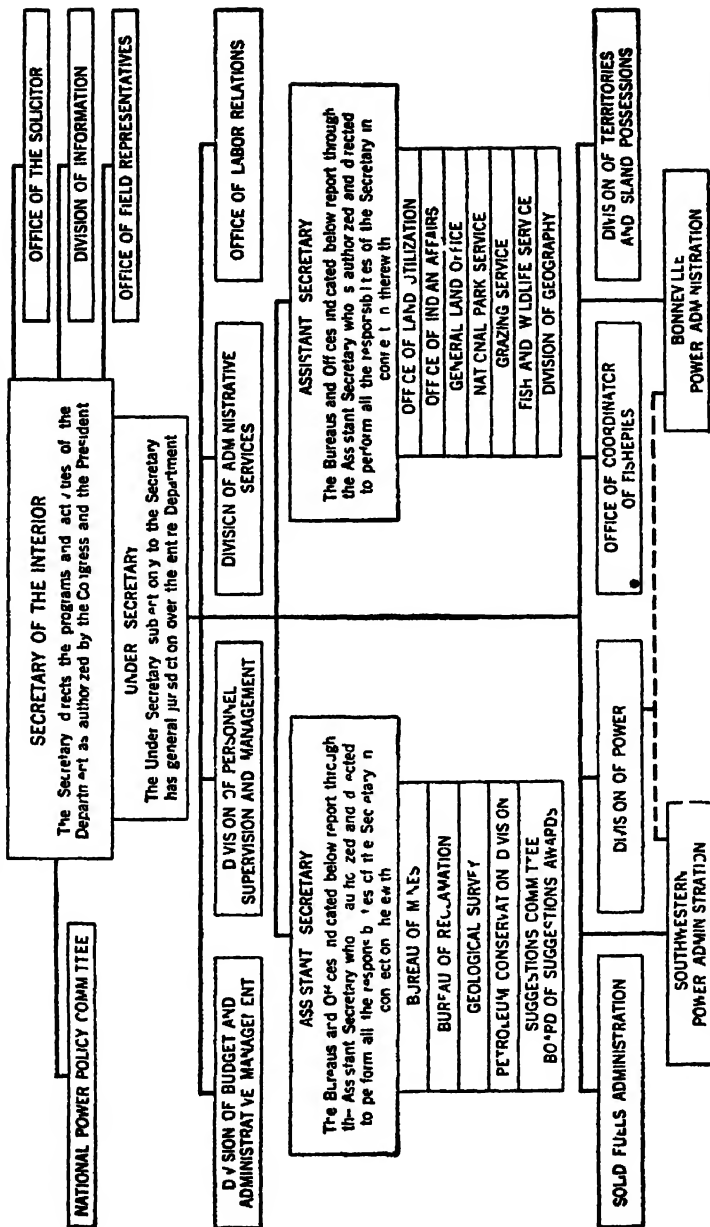 SECRETARY OF THE INTERIOR
The Secretary directs the programs and activities of the
Department as authorized by the Congress and the President
NATIONAL POWER POLICY COMMITTEE
OFFICE OF THE SOLICITOR
DIVISION OF INFORMATION
OFFICE OF FIELD REPRESENTATIVES
UNDER SECRETARY
The Under Secretary subject only to the Secretary
has general jurisdiction over the entire Department
DIVISION OF BUDGET AND
ADMINISTRATIVE MANAGEMENT
DIVISION OF PERSONNEL
SUPERVISION AND MANAGEMENT
DIVISION OF ADMINISTRATIVE
SERVICES
OFFICE OF LABOR RELATIONS
ASSISTANT SECRETARY
The Bureaus and Offices indicated below report through
the Assistant Secretary who is authorized and directed
to perform all the responsibilities of the Secretary in
connection therewith
BUREAU OF MINES
BUREAU OF RECLAMATION
GEOLOGICAL SURVEY
PETROLEUM CONSERVATION DIVISION
SUGGESTIONS COMMITTEE
BOARD OF SUGGESTIONS AWARDS
ASSISTANT SECRETARY
The Bureaus and Offices indicated below report through
the Assistant Secretary who is authorized and directed
to perform all the responsibilities of the Secretary in
connection therewith
OFFICE OF LAND UTILIZATION
OFFICE OF INDIAN AFFAIRS
GENERAL LAND OFFICE
NATIONAL PARK SERVICE
GRAZING SERVICE
FISH AND WILDLIFE SERVICE
DIVISION OF GEOGRAPHY
SOLID FUELS ADMINISTRATION
DIVISION OF POWER
OFFICE OF COORDINATOR
OF FISHERIES
DIVISION OF TERRITORIES
AND ISLAND POSSESSIONS
SOUTHWESTERN
POWER ADMINISTRATION
BONNEVILLE
POWER ADMINISTRATION